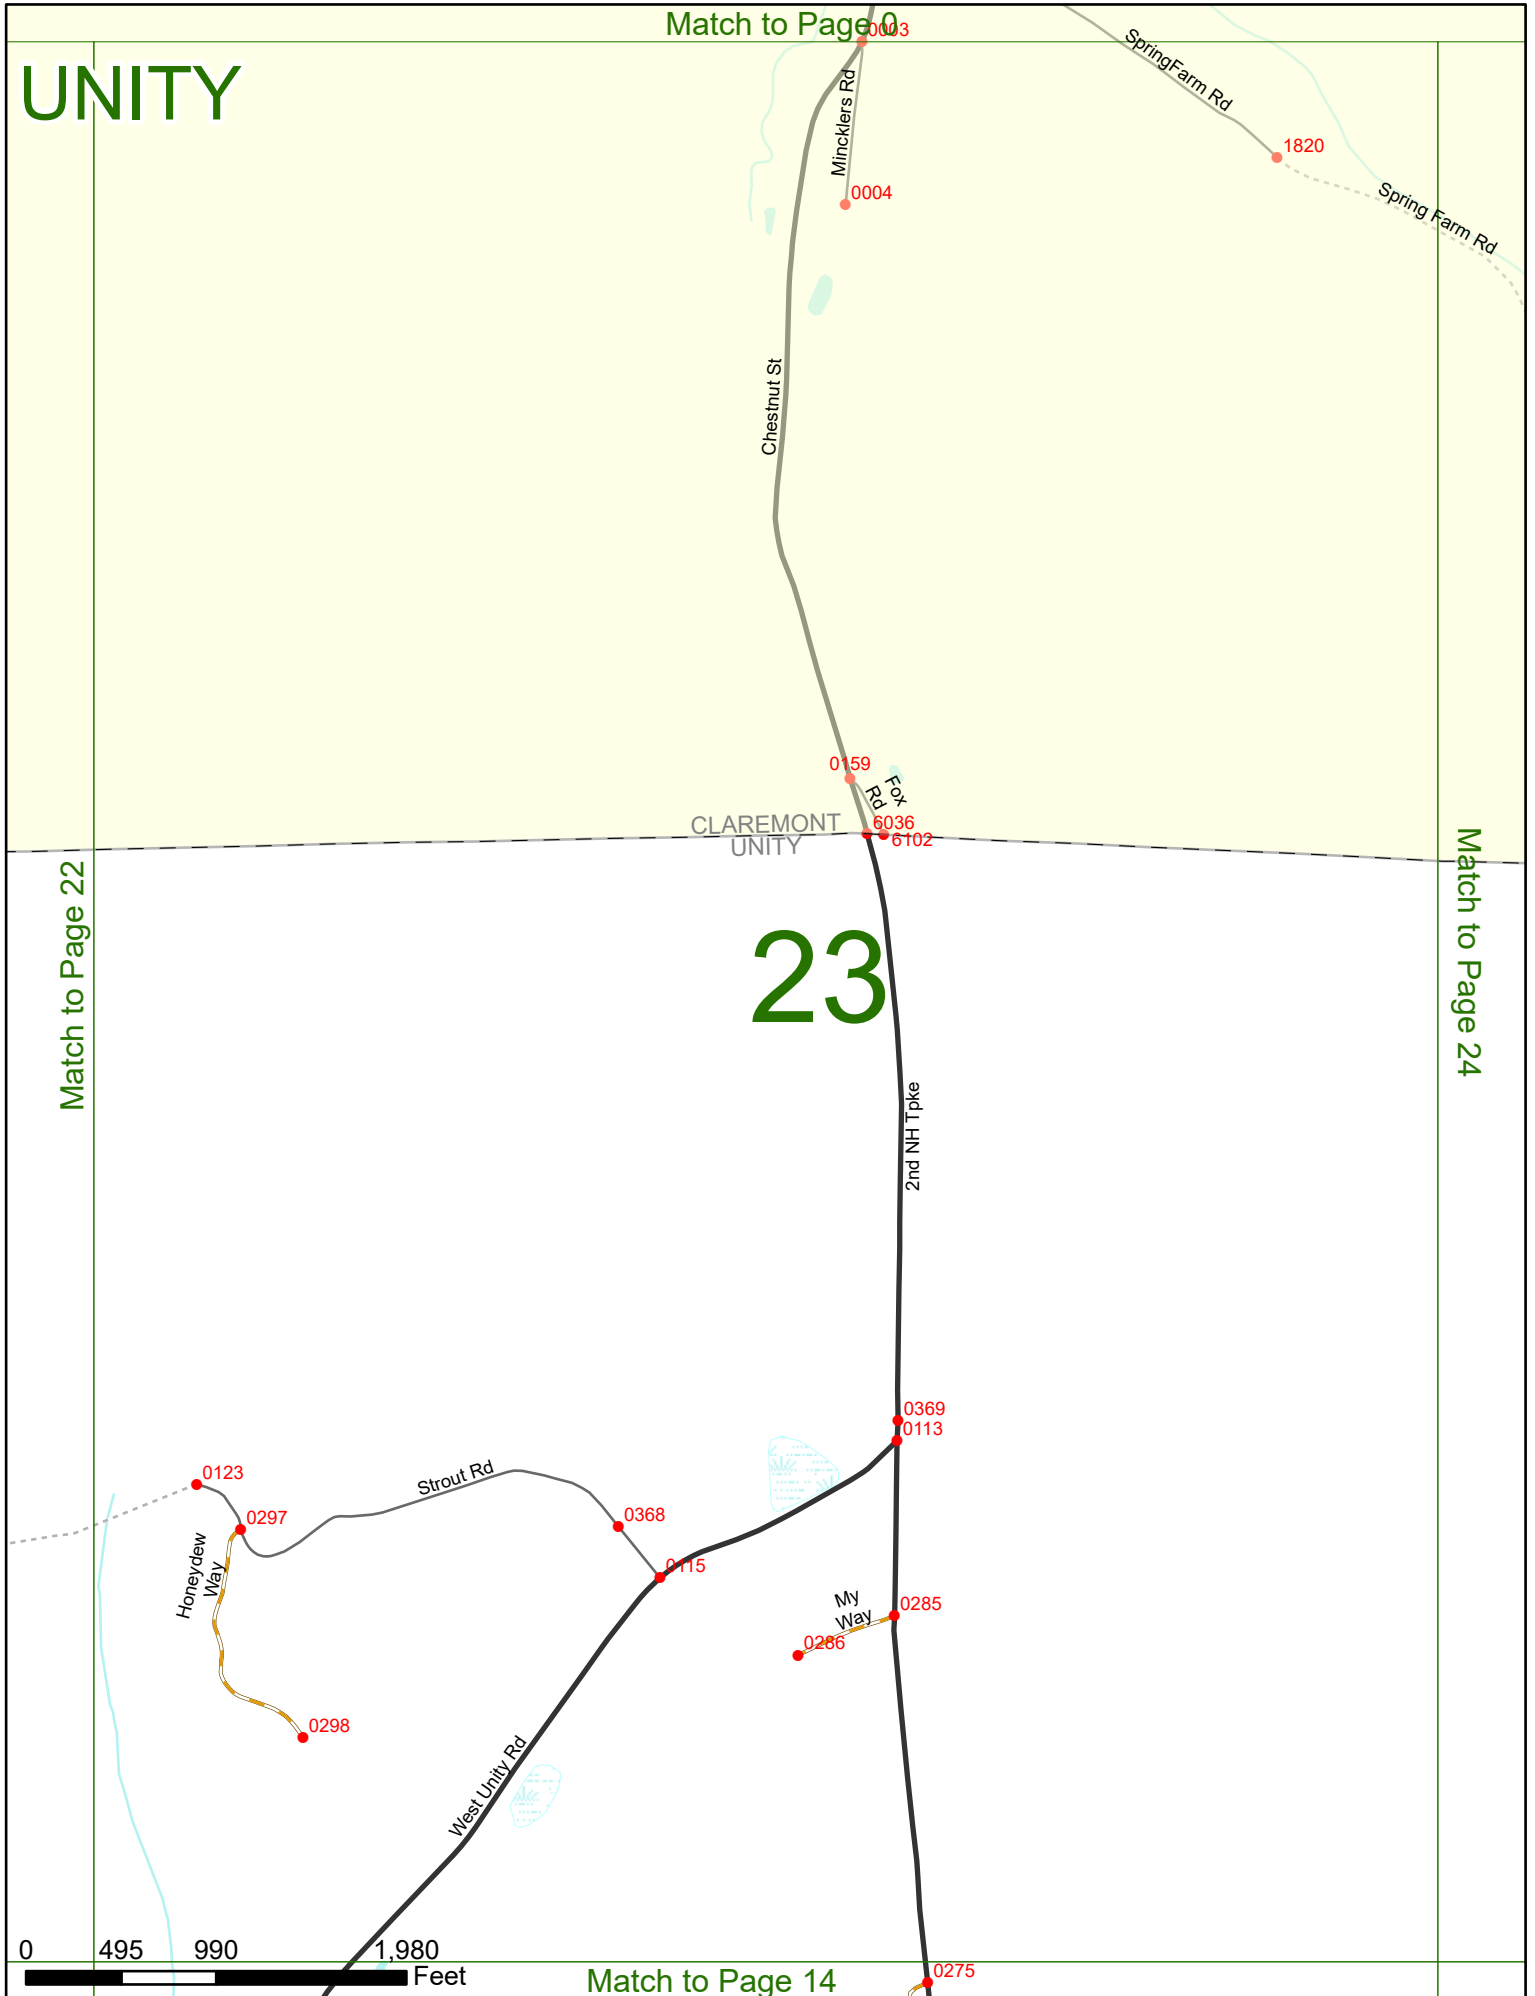 Match to Page 0
0003
UNITY
SpringFarm Rd
Mincklers Rd
1820
0004
Spring Farm Rd
Chestnut St
0159
Fox
Rd
CLAREMONT
UNITY
6036
6102
Match to Page 22
Match to Page 24
23
2nd NH Tpke
0369
0113
0123
Strout Rd
0297
0368
Honeydew
Way
0115
My
Way
0285
0286
0298
West Unity Rd
0 495 990 1,980
Feet
Match to Page 14
0275